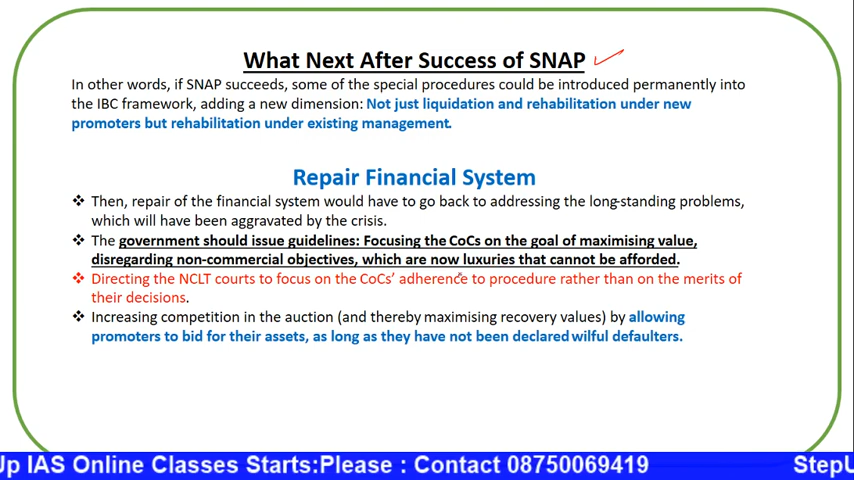 What Next After Success of SNAP
In other words, if SNAP succeeds, some of the special procedures could be introduced permanently into
the IBC framework, adding a new dimension: Not just liquidation and rehabilitation under new
promoters but rehabilitation under existing management.
Repair Financial System
❖ Then, repair of the financial system would have to go back to addressing the long-standing problems,
which will have been aggravated by the crisis.
❖ The government should issue guidelines: Focusing the CoCs on the goal of maximising value,
disregarding non-commercial objectives, which are now luxuries that cannot be afforded.
❖ Directing the NCLT courts to focus on the CoCs’ adherence to procedure rather than on the merits of
their decisions.
❖ Increasing competition in the auction (and thereby maximising recovery values) by allowing
promoters to bid for their assets, as long as they have not been declared wilful defaulters.
Up IAS Online Classes Starts:Please : Contact 08750069419 StepU